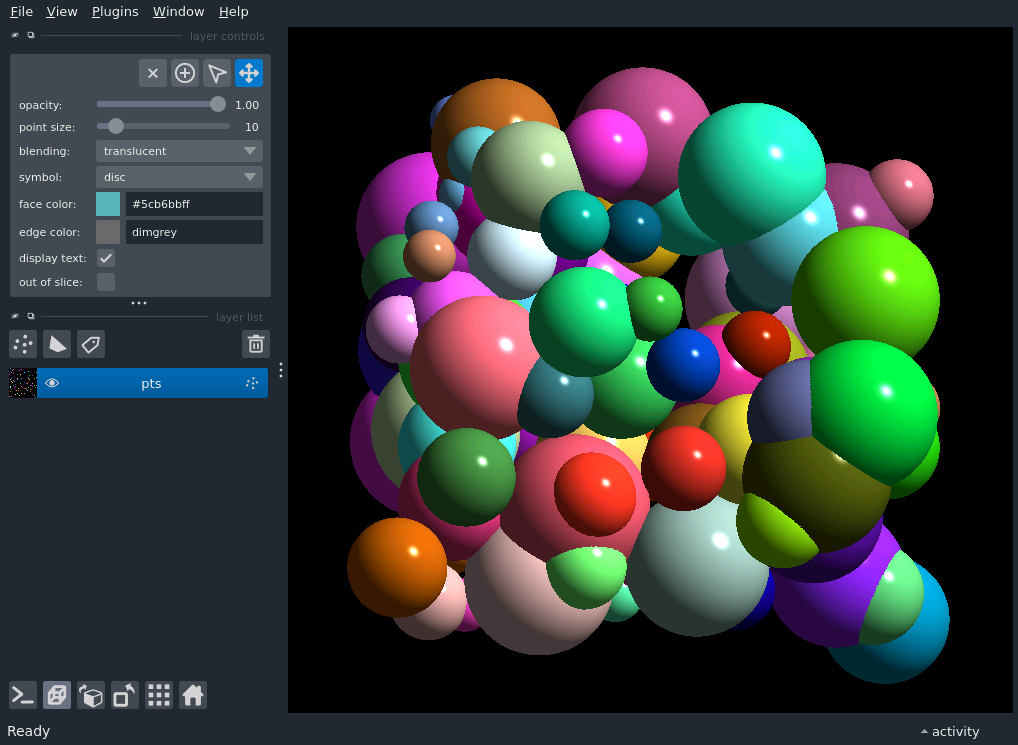 File View Plugins Window Help
layer controls
opacity: 1.00
point size: 10
blending: translucent
symbol: disc
face color: #5cb6bbff
edge color: dimgrey
display text:
out of slice:
layer list
pts
Ready
activity